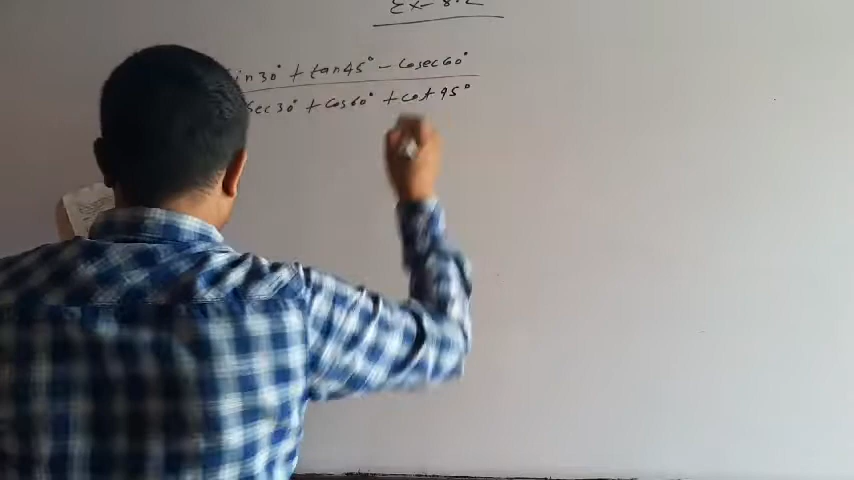 Ex- 8.2
in30° + tan45° - cosec60°
sec30° + cos60° + cot45°